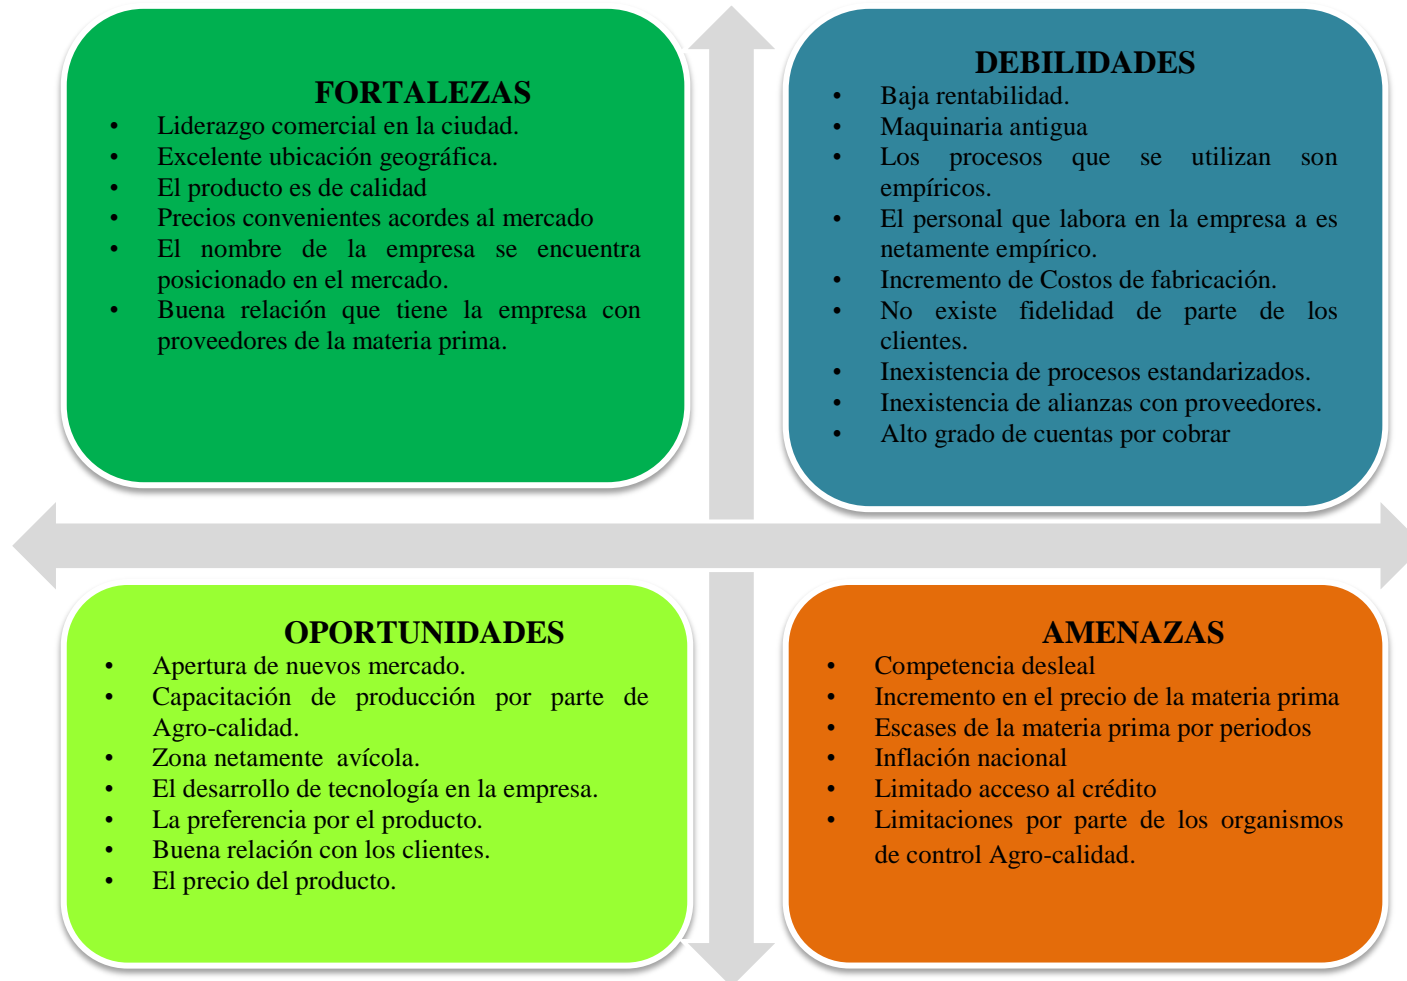 FORTALEZAS
• Liderazgo comercial en la ciudad.
• Excelente ubicación geográfica.
• El producto es de calidad
• Precios convenientes acordes al mercado
• El nombre de la empresa se encuentra
posicionado en el mercado.
• Buena relación que tiene la empresa con
proveedores de la materia prima.
DEBILIDADES
• Baja rentabilidad.
• Maquinaria antigua
• Los procesos que se utilizan son
empíricos.
• El personal que labora en la empresa a es
netamente empírico.
• Incremento de Costos de fabricación.
• No existe fidelidad de parte de los
clientes.
• Inexistencia de procesos estandarizados.
• Inexistencia de alianzas con proveedores.
• Alto grado de cuentas por cobrar
OPORTUNIDADES
• Apertura de nuevos mercado.
• Capacitación de producción por parte de
Agro-calidad.
• Zona netamente avícola.
• El desarrollo de tecnología en la empresa.
• La preferencia por el producto.
• Buena relación con los clientes.
• El precio del producto.
AMENAZAS
• Competencia desleal
• Incremento en el precio de la materia prima
• Escases de la materia prima por periodos
• Inflación nacional
• Limitado acceso al crédito
• Limitaciones por parte de los organismos
de control Agro-calidad.